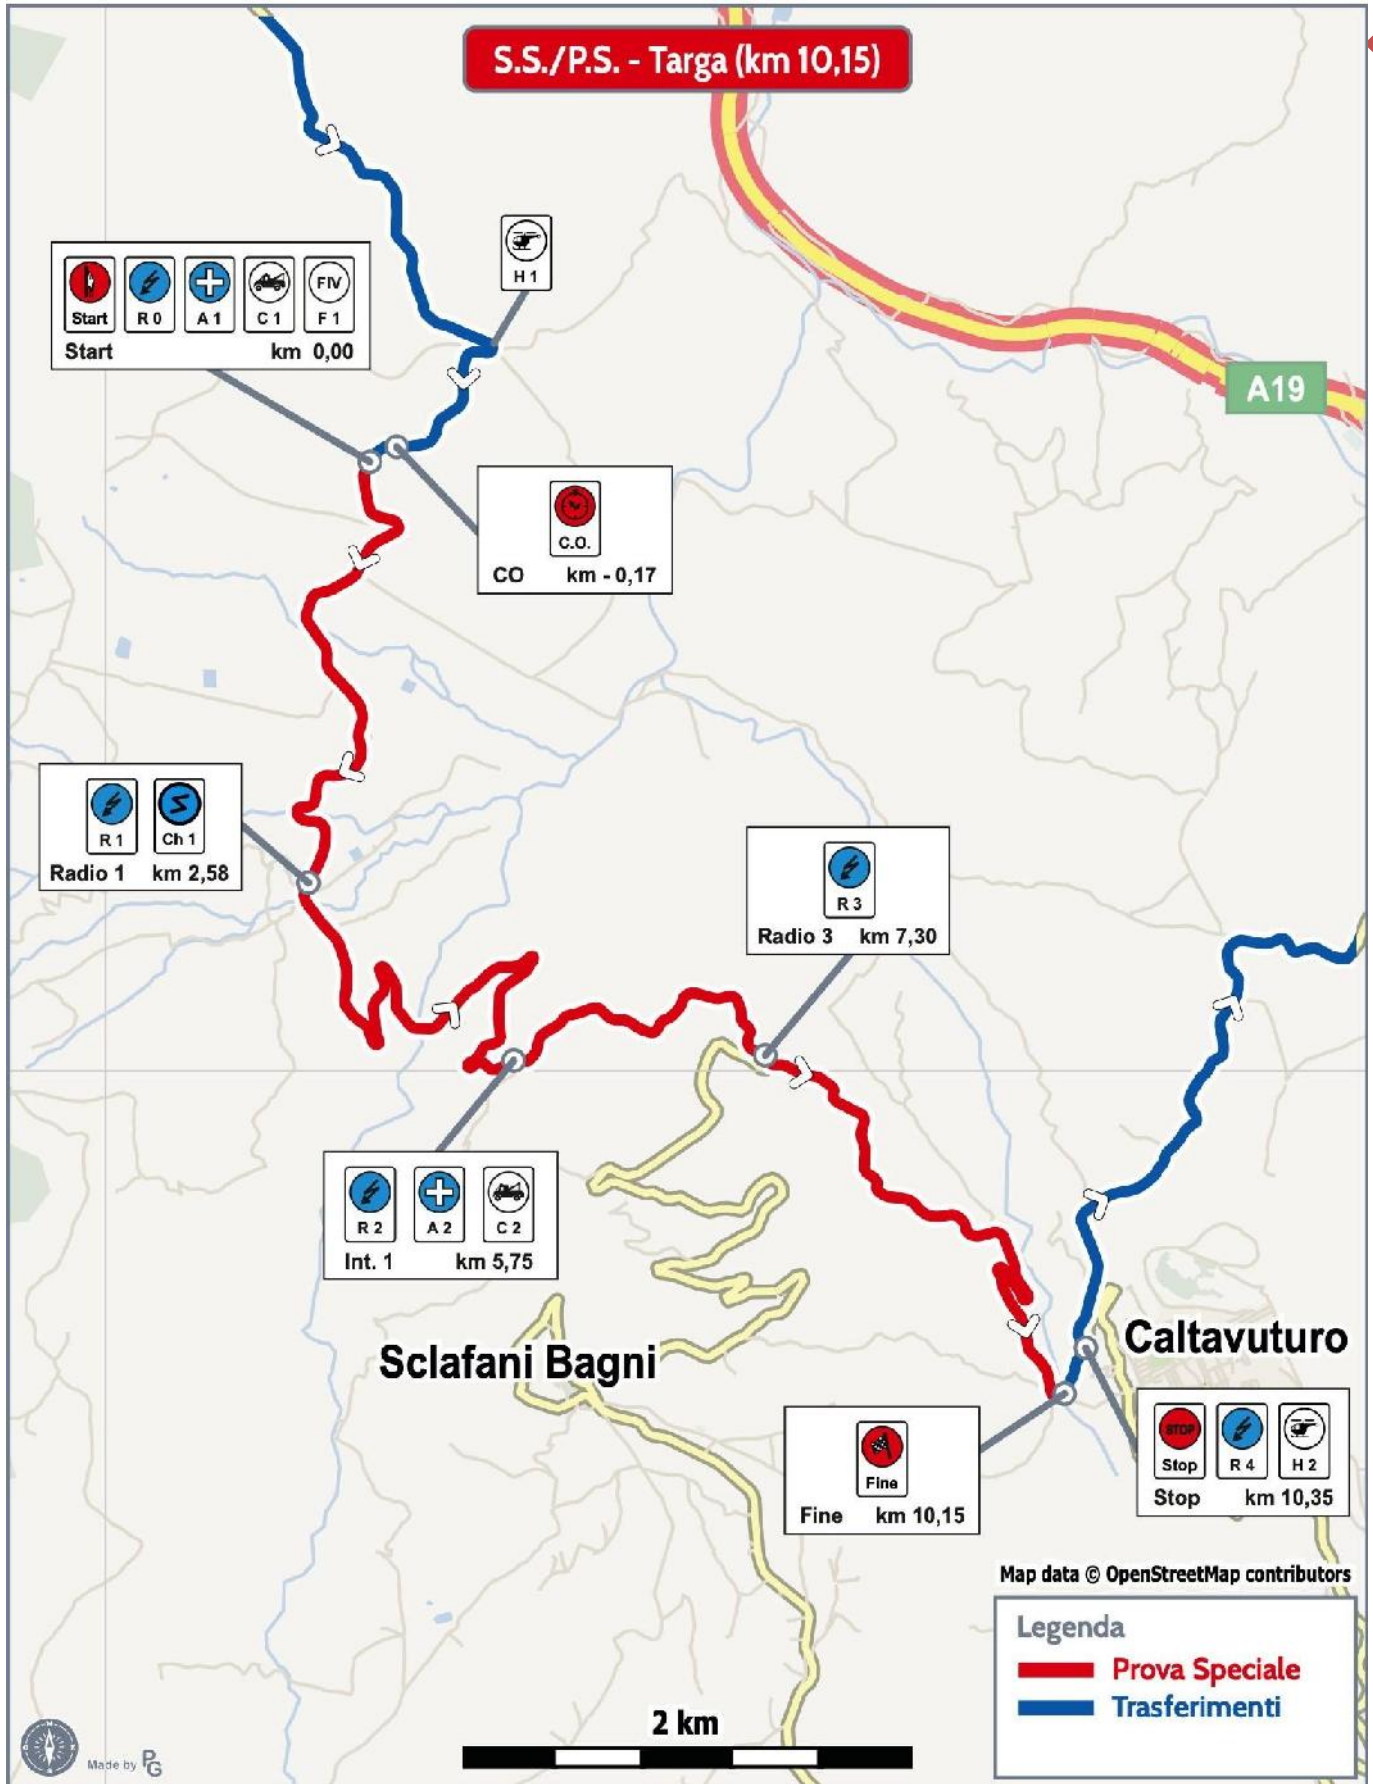 S.S./P.S. - Targa (km 10,15)
H 1
Start R 0 A 1 C 1 FIV F 1
Start km 0,00
A19
C.O.
CO km - 0,17
R 1 Ch 1
Radio 1 km 2,58
R 3
Radio 3 km 7,30
R 2 A 2 C 2
Int. 1 km 5,75
Sclafani Bagni
Caltavuturo
STOP
Stop R 4 H 2
Stop km 10,35
Fine
Fine km 10,15
Map data © OpenStreetMap contributors
Legenda
Prova Speciale
Trasferimenti
2 km
Made by PG